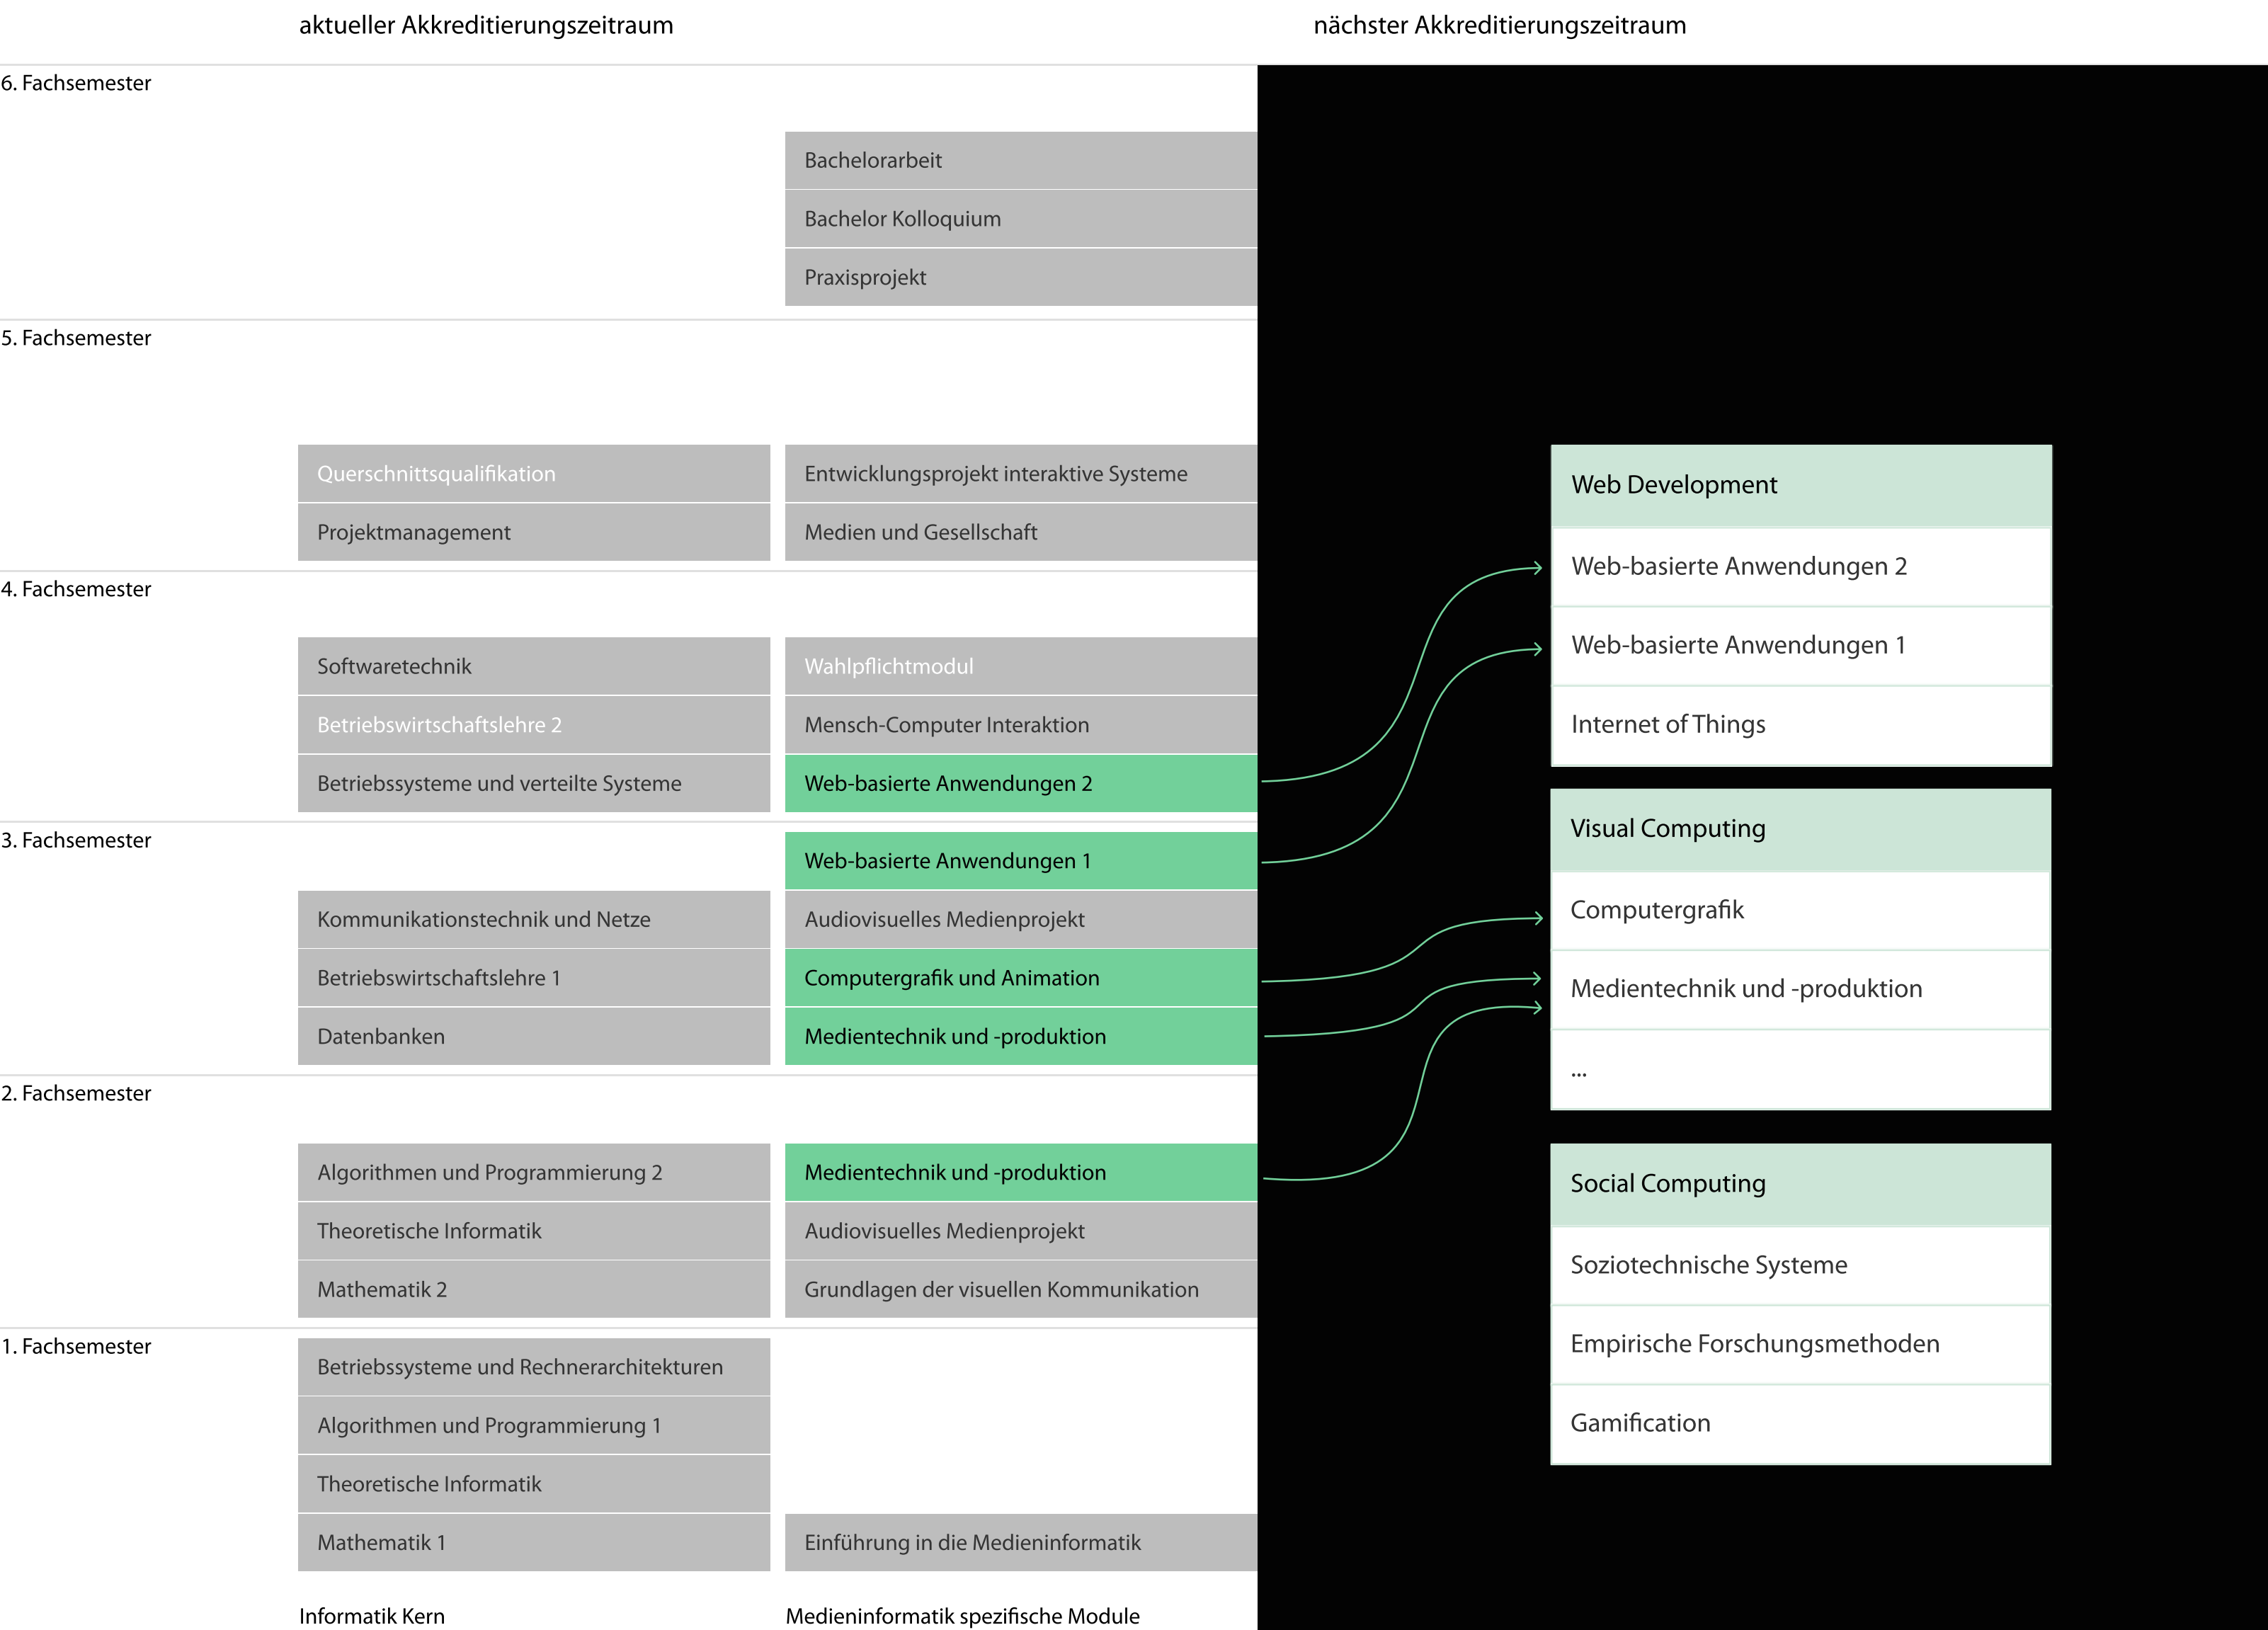 aktueller Akkreditierungszeitraum
nächster Akkreditierungszeitraum
6. Fachsemester
Bachelorarbeit
Bachelor Kolloquium
Praxisprojekt
5. Fachsemester
Querschnittsqualifikation
Projektmanagement
Entwicklungsprojekt interaktive Systeme
Medien und Gesellschaft
4. Fachsemester
Softwaretechnik
Betriebswirtschaftslehre 2
Betriebssysteme und verteilte Systeme
Wahlpflichtmodul
Mensch-Computer Interaktion
Web-basierte Anwendungen 2
3. Fachsemester
Kommunikationstechnik und Netze
Betriebswirtschaftslehre 1
Datenbanken
Web-basierte Anwendungen 1
Audiovisuelles Medienprojekt
Computergrafik und Animation
Medientechnik und -produktion
2. Fachsemester
Algorithmen und Programmierung 2
Theoretische Informatik
Mathematik 2
Medientechnik und -produktion
Audiovisuelles Medienprojekt
Grundlagen der visuellen Kommunikation
1. Fachsemester
Betriebssysteme und Rechnerarchitekturen
Algorithmen und Programmierung 1
Theoretische Informatik
Mathematik 1
Einführung in die Medieninformatik
Informatik Kern
Medieninformatik spezifische Module
Web Development
Web-basierte Anwendungen 2
Web-basierte Anwendungen 1
Internet of Things
Visual Computing
Computergrafik
Medientechnik und -produktion
...
Social Computing
Soziotechnische Systeme
Empirische Forschungsmethoden
Gamification